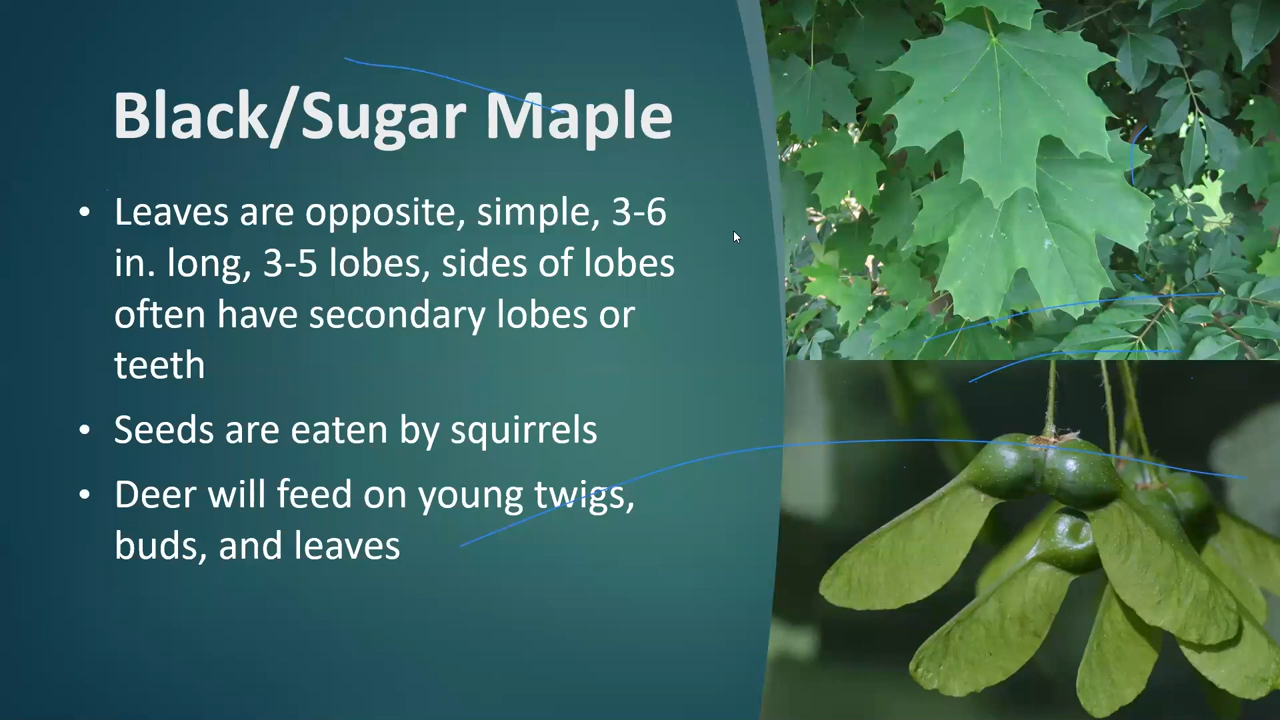 Black/Sugar Maple
• Leaves are opposite, simple, 3-6
in. long, 3-5 lobes, sides of lobes
often have secondary lobes or
teeth
• Seeds are eaten by squirrels
• Deer will feed on young twigs,
buds, and leaves